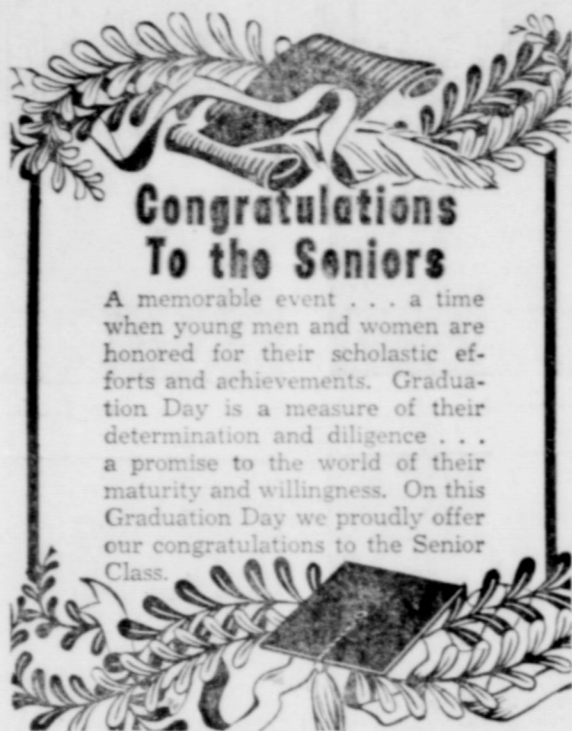 Congratulations
To the Seniors
A memorable event . . . a time
when young men and women are
honored for their scholastic ef-
forts and achievements. Gradua-
tion Day is a measure of their
determination and diligence . . .
a promise to the world of their
maturity and willingness. On this
Graduation Day we proudly offer
our congratulations to the Senior
Class.